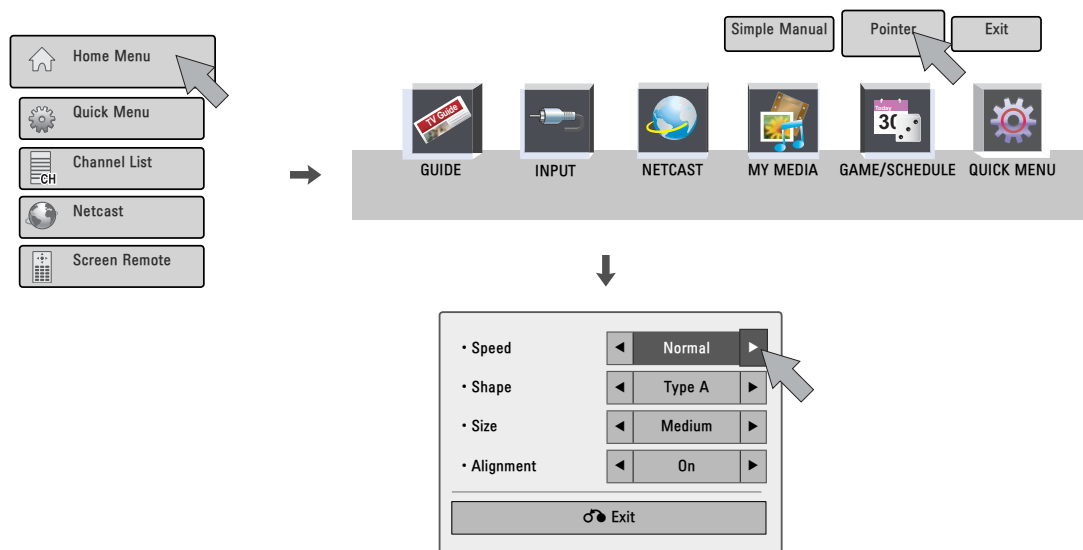 Home Menu
Quick Menu
CH
Channel List
Netcast
Screen Remote
Simple Manual
Pointer
Exit
TV Guide
Today
30
GUIDE
INPUT
NETCAST
MY MEDIA
GAME/SCHEDULE
QUICK MENU
• Speed ◄ Normal ►
• Shape ◄ Type A ►
• Size ◄ Medium ►
• Alignment ◄ On ►
Exit